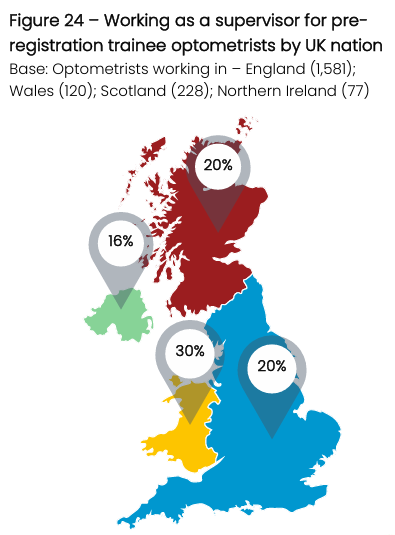 Figure 24 – Working as a supervisor for pre-
registration trainee optometrists by UK nation
Base: Optometrists working in – England (1,581);
Wales (120); Scotland (228); Northern Ireland (77)
20%
16%
30%
20%